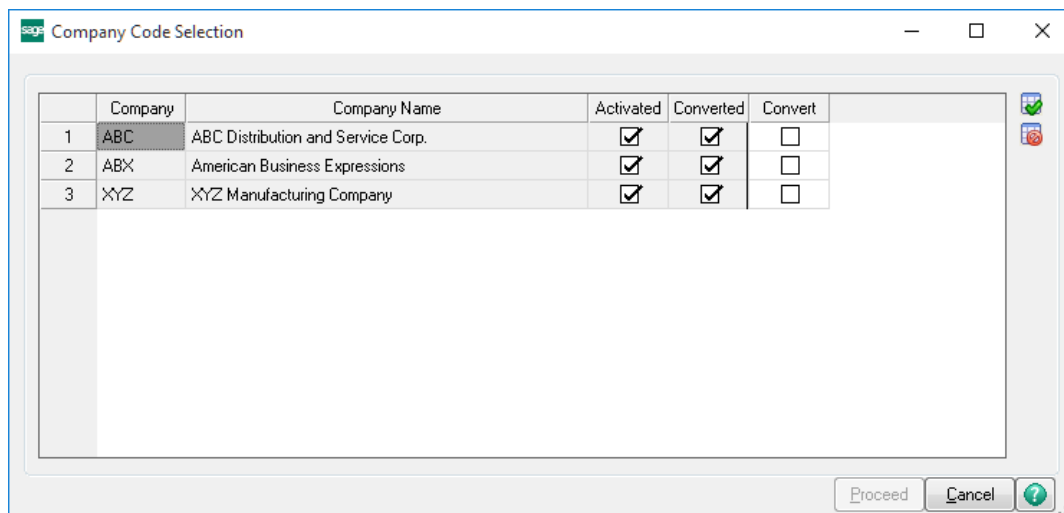 sage Company Code Selection
Company Company Name Activated Converted Convert
1 ABC ABC Distribution and Service Corp.
2 ABX American Business Expressions
3 XYZ XYZ Manufacturing Company
Proceed Cancel ?